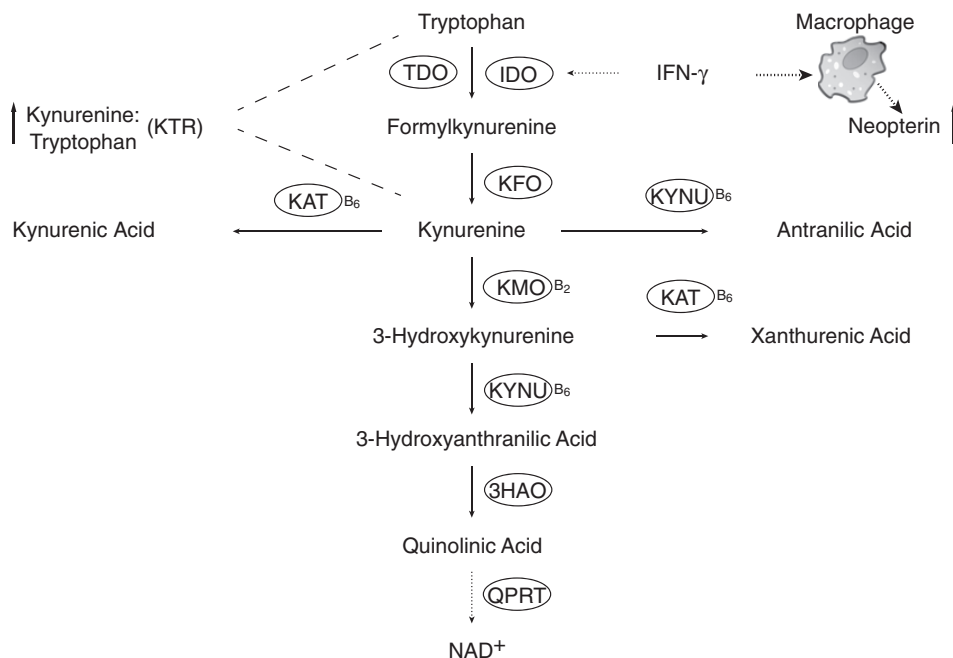 Tryptophan
Macrophage
TDO
IDO
IFN-γ
Kynurenine:
Tryptophan
(KTR)
Formylkynurenine
Neopterin
KFO
KAT B6
KYNU B6
Kynurenic Acid
Kynurenine
Antranilic Acid
KMO B2
KAT B6
3-Hydroxykynurenine
Xanthurenic Acid
KYNU B6
3-Hydroxyanthranilic Acid
3HAO
Quinolinic Acid
QPRT
NAD+